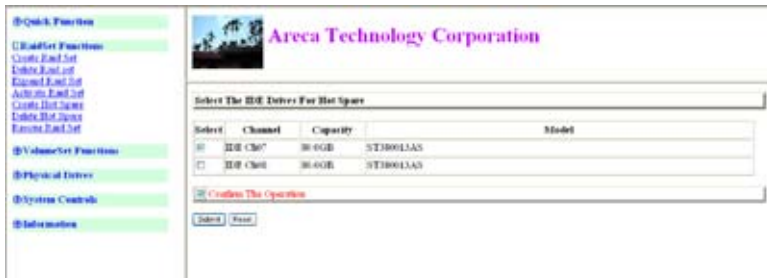 Quick Function
RaidSet Functions
Create Raid Set
Delete Raid set
Expand Raid Set
Activate Raid Set
Create Hot Spare
Delete Hot Spare
Rescue Raid Set
VolumeSet Functions
Physical Drives
System Controls
Information
Areca Technology Corporation
Select The IDE Drives For Hot Spare
Select Channel Capacity Model
IDE Ch07 80.0GB ST380013AS
IDE Ch08 80.0GB ST380013AS
Confirm The Operation
Submit Reset